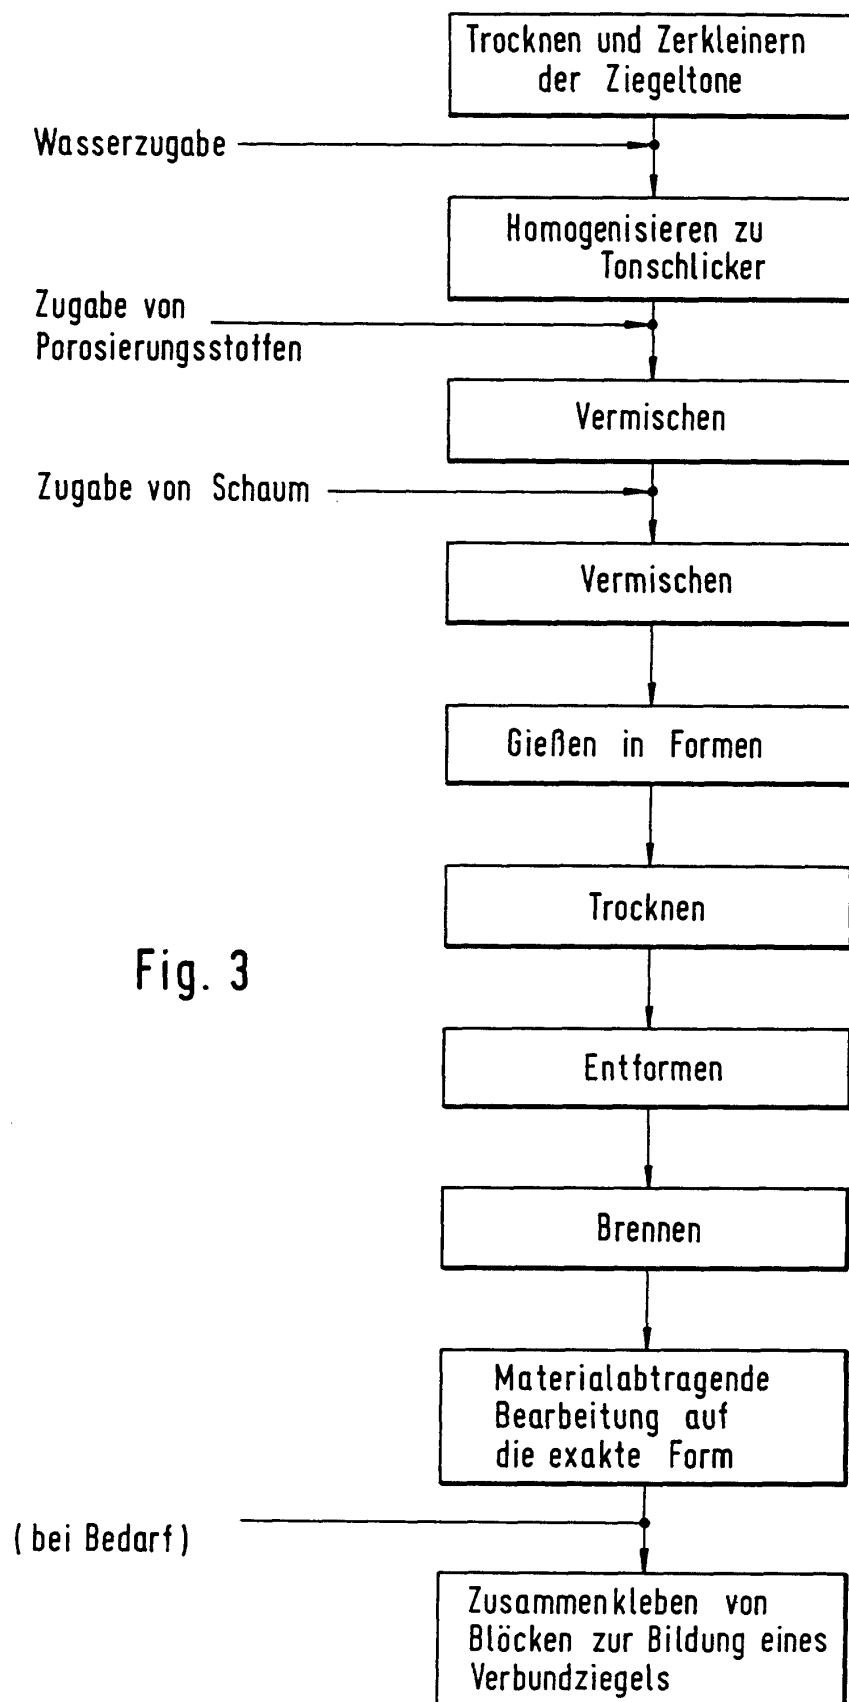 Trocknen und Zerkleinern
der Ziegeltone
Wasserzugabe
Homogenisieren zu
Tonschlicker
Zugabe von
Porosierungsstoffen
Vermischen
Zugabe von Schaum
Vermischen
Gießen in Formen
Trocknen
Fig. 3
Entformen
Brennen
Materialabtragende
Bearbeitung auf
die exakte Form
(bei Bedarf)
Zusammenkleben von
Blöcken zur Bildung eines
Verbundziegels